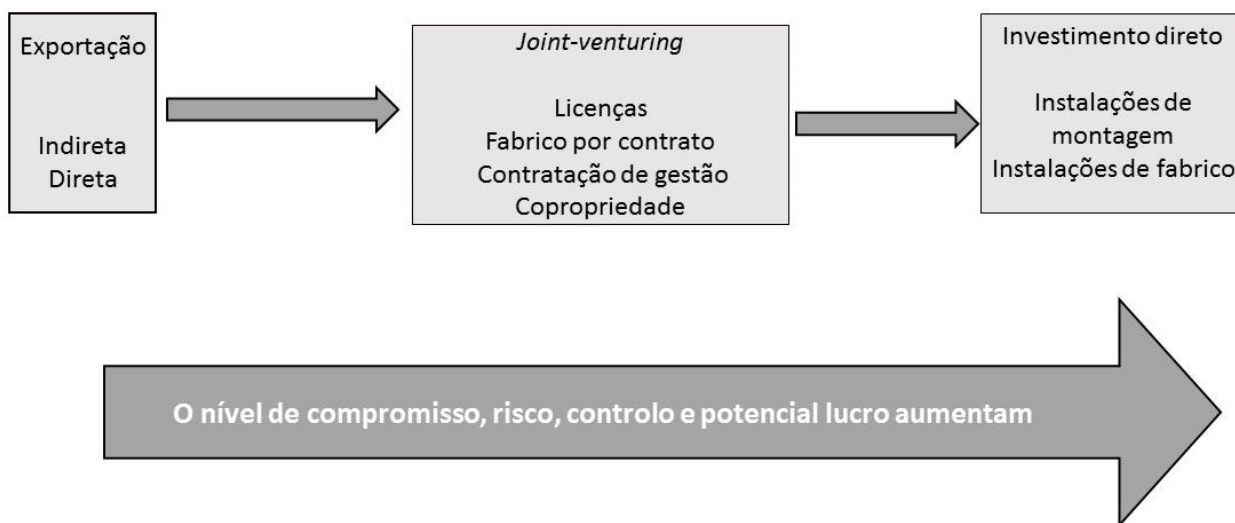 Exportação
Indireta
Direta
Joint-venturing
Licenças
Fabrico por contrato
Contratação de gestão
Copropriedade
Investimento direto
Instalações de
montagem
Instalações de fabrico
O nível de compromisso, risco, controlo e potencial lucro aumentam